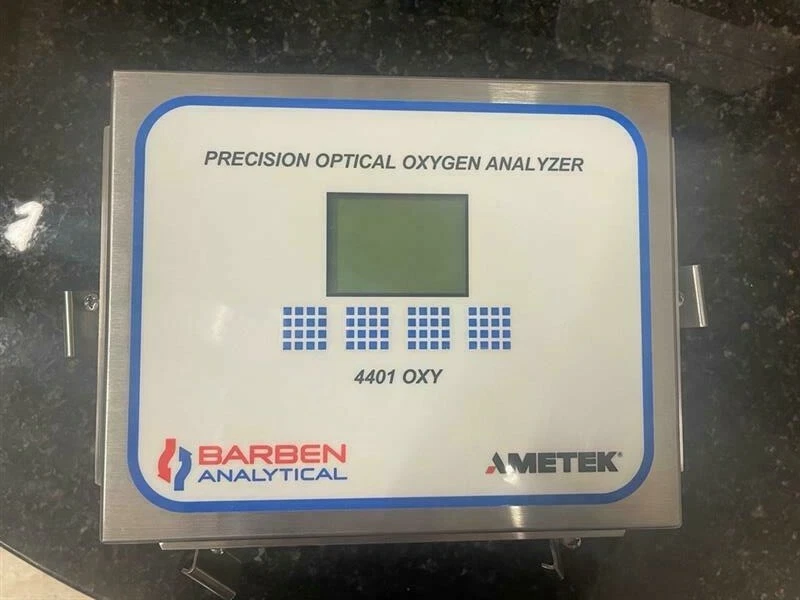 PRECISION OPTICAL OXYGEN ANALYZER
4401 OXY
BARBEN
ANALYTICAL
AMETEK®